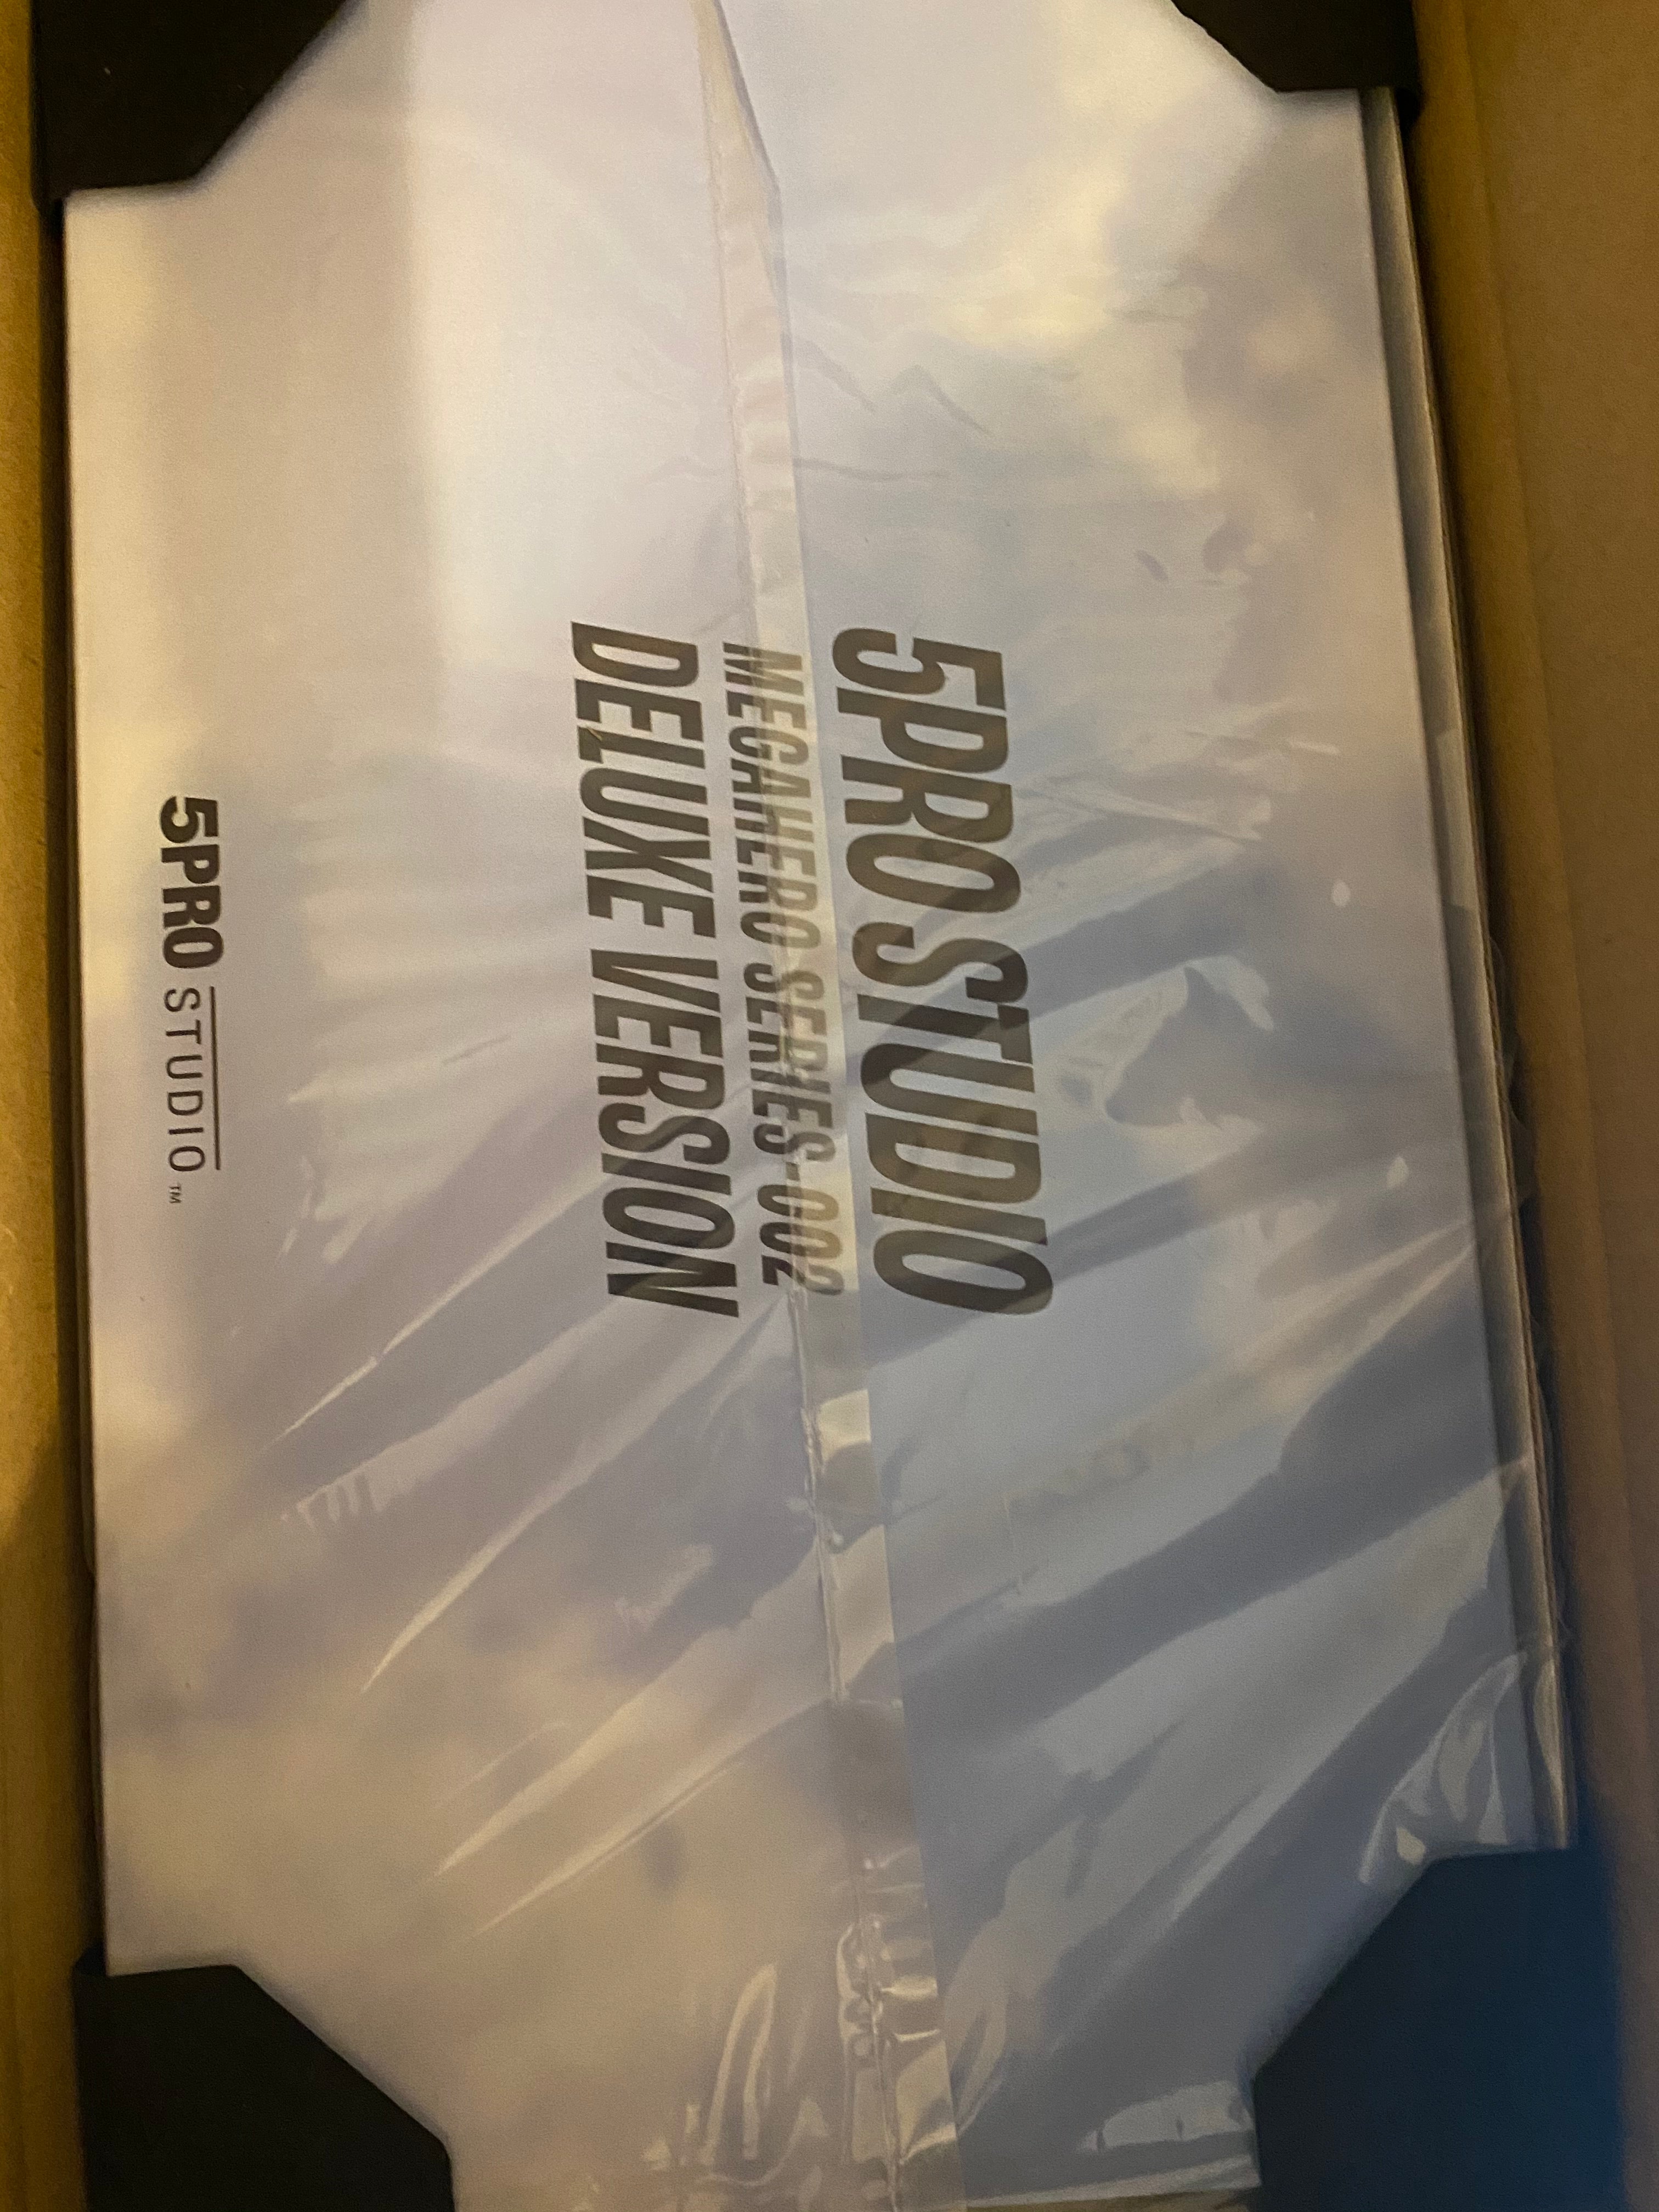 5PRO STUDIO
MEGAHERO SERIES-002
DELUXE VERSION
5PRO STUDIO™